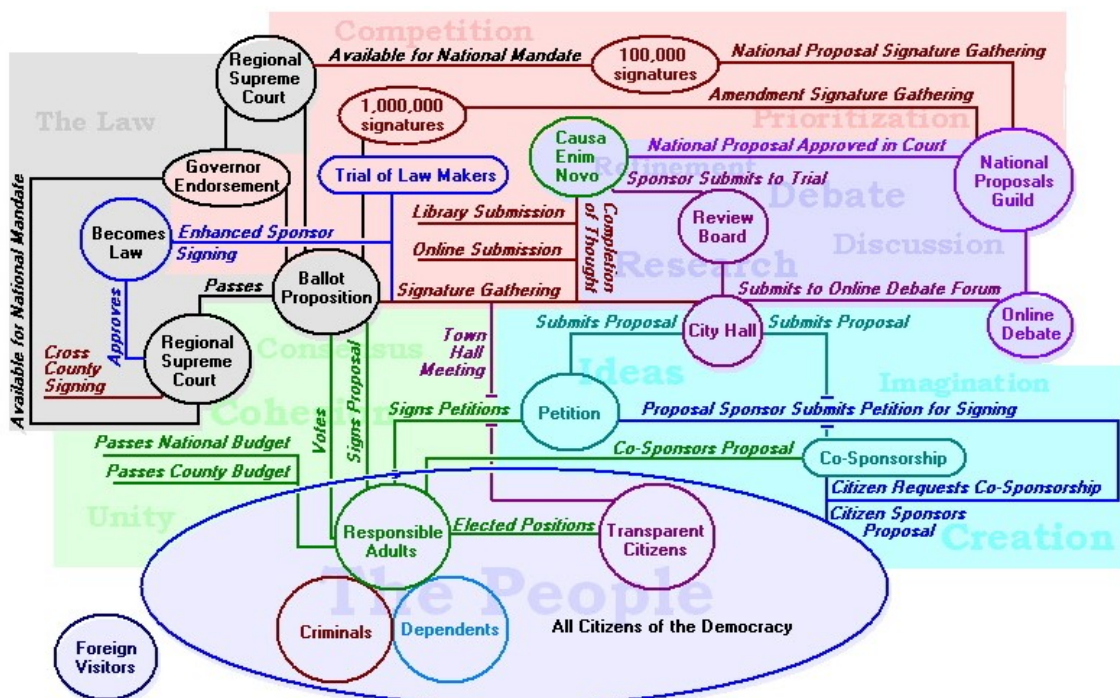 Competition
Regional
Supreme
Court
Available for National Mandate
100,000
signatures
National Proposal Signature Gathering
1,000,000
signatures
Amendment Signature Gathering
The Law
Prioritization
Causa
Enim
Novo
National Proposal Approved in Court
Refinement
Governor
Endorsement
Trial of Law Makers
Sponsor Submits to Trial
Debate
National
Proposals
Guild
Library Submission
Completion
of Thought
Review
Board
Becomes
Law
Enhanced Sponsor
Signing
Online Submission
Discussion
Research
Available for National Mandate
Approves
Passes
Ballot
Proposition
Signature Gathering
Submits to Online Debate Forum
Submits Proposal
City Hall
Submits Proposal
Online
Debate
Regional
Supreme
Court
Cross
County
Signing
Consensus
Town
Hall
Meeting
Ideas
Imagination
Cohesion
Votes
Signs Proposal
Signs Petitions
Petition
Proposal Sponsor Submits Petition for Signing
Passes National Budget
Passes County Budget
Co-Sponsors Proposal
Co-Sponsorship
Citizen Requests Co-Sponsorship
Unity
Responsible
Adults
Elected Positions
Transparent
Citizens
Citizen Sponsors
Proposal
Creation
The People
Criminals
Dependents
All Citizens of the Democracy
Foreign
Visitors